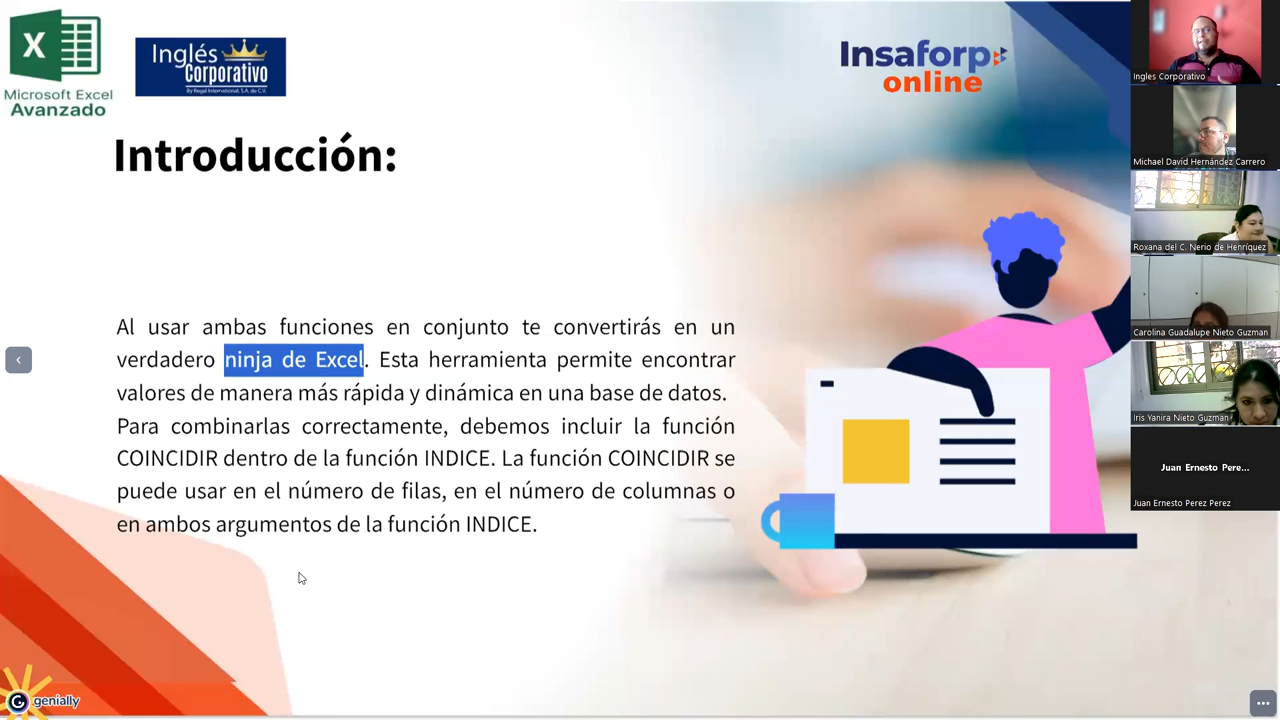 X
Microsoft Excel
Avanzado
Inglés
Corporativo
By Regal International, S.A. de C.V.
Insaforp
online
Introducción:
Al usar ambas funciones en conjunto te convertirás en un
verdadero ninja de Excel. Esta herramienta permite encontrar
valores de manera más rápida y dinámica en una base de datos.
Para combinarlas correctamente, debemos incluir la función
COINCIDIR dentro de la función INDICE. La función COINCIDIR se
puede usar en el número de filas, en el número de columnas o
en ambos argumentos de la función INDICE.
genially
Ingles Corporativo
Michael David Hernández Carrero
Roxana del C. Nerio de Henríquez
Carolina Guadalupe Nieto Guzman
Iris Yanira Nieto Guzmán
Juan Ernesto Pere...
Juan Ernesto Perez Perez